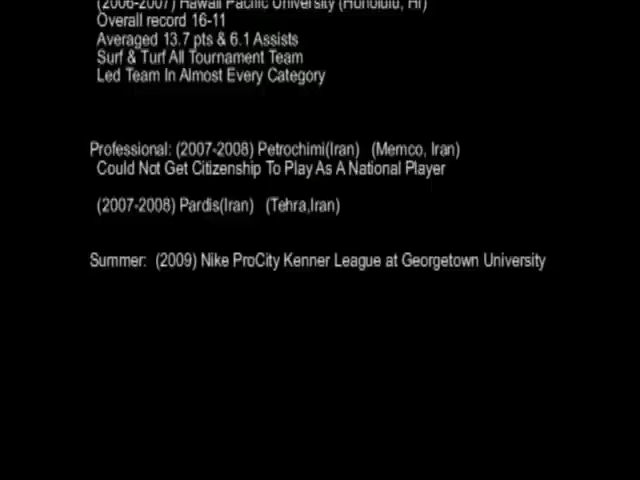 (2006-2007) Hawaii Pacific University (Honolulu, HI)
Overall record 16-11
Averaged 13.7 pts & 6.1 Assists
Surf & Turf All Tournament Team
Led Team In Almost Every Category
Professional: (2007-2008) Petrochimi(Iran) (Memco, Iran)
Could Not Get Citizenship To Play As A National Player
(2007-2008) Pardis(Iran) (Tehra,Iran)
Summer: (2009) Nike ProCity Kenner League at Georgetown University